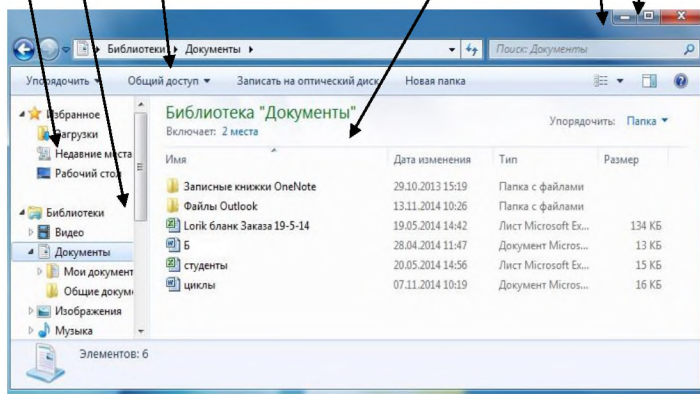 Библиотеки ▸ Документы ▸
Поиск: Документы
Упорядочить ▼ Общий доступ ▼ Записать на оптический диск Новая папка
Избранное
Загрузки
Недавние места
Рабочий стол
Библиотеки
Видео
Документы
Мои документ
Общие докуме
Изображения
Музыка
Библиотека "Документы"
Включает: 2 места
Упорядочить: Папка ▼
Имя Дата изменения Тип Размер
Записные книжки OneNote 29.10.2013 15:19 Папка с файлами
Файлы Outlook 13.11.2014 10:26 Папка с файлами
Lorik бланк Заказа 19-5-14 19.05.2014 14:42 Лист Microsoft Ex... 134 КБ
Б 28.04.2014 11:47 Документ Micros... 13 КБ
студенты 20.05.2014 14:56 Лист Microsoft Ex... 15 КБ
циклы 07.11.2014 10:19 Документ Micros... 16 КБ
Элементов: 6